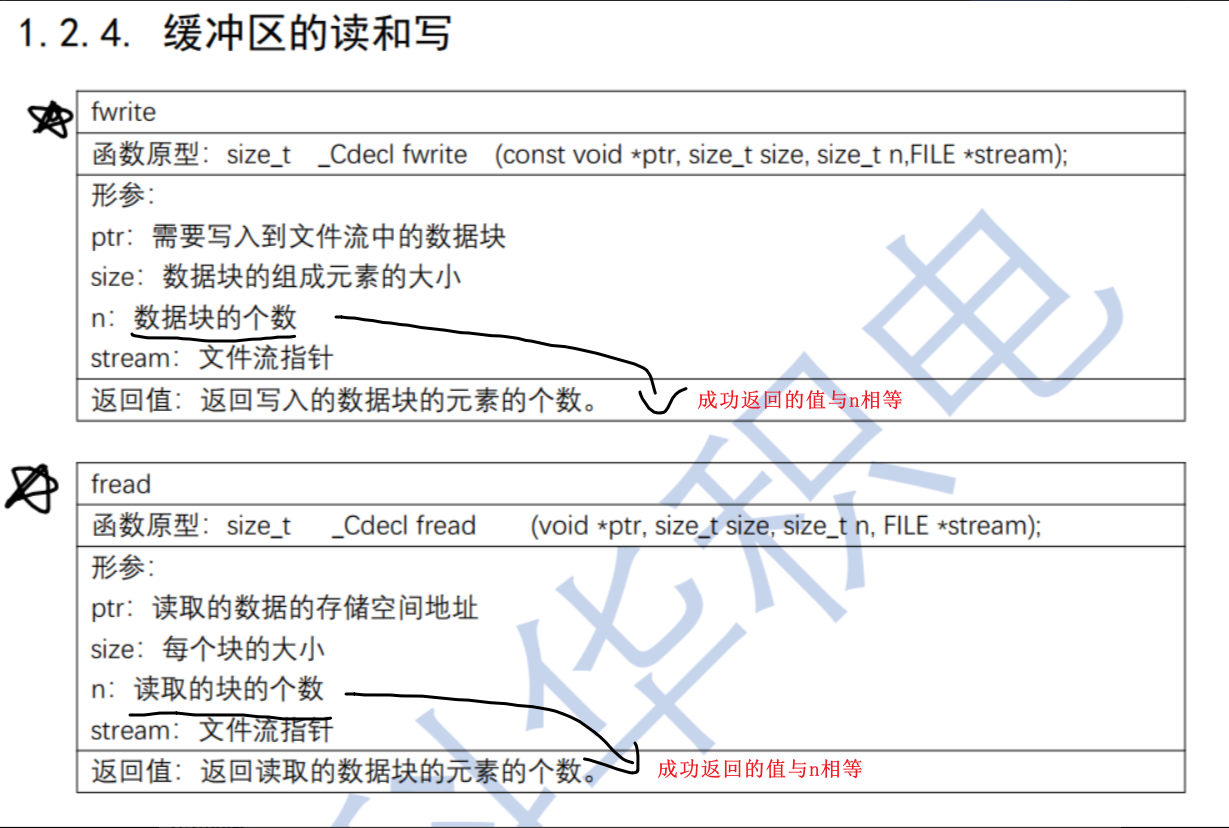 1.2.4. 缓冲区的读和写
fwrite
函数原型：size_t _Cdecl fwrite (const void *ptr, size_t size, size_t n,FILE *stream);
形参：
ptr：需要写入到文件流中的数据块
size：数据块的组成元素的大小
n：数据块的个数
stream：文件流指针
返回值：返回写入的数据块的元素的个数。 成功返回的值与n相等
fread
函数原型：size_t _Cdecl fread (void *ptr, size_t size, size_t n, FILE *stream);
形参：
ptr：读取的数据的存储空间地址
size：每个块的大小
n：读取的块的个数
stream：文件流指针
返回值：返回读取的数据块的元素的个数。 成功返回的值与n相等
华积电